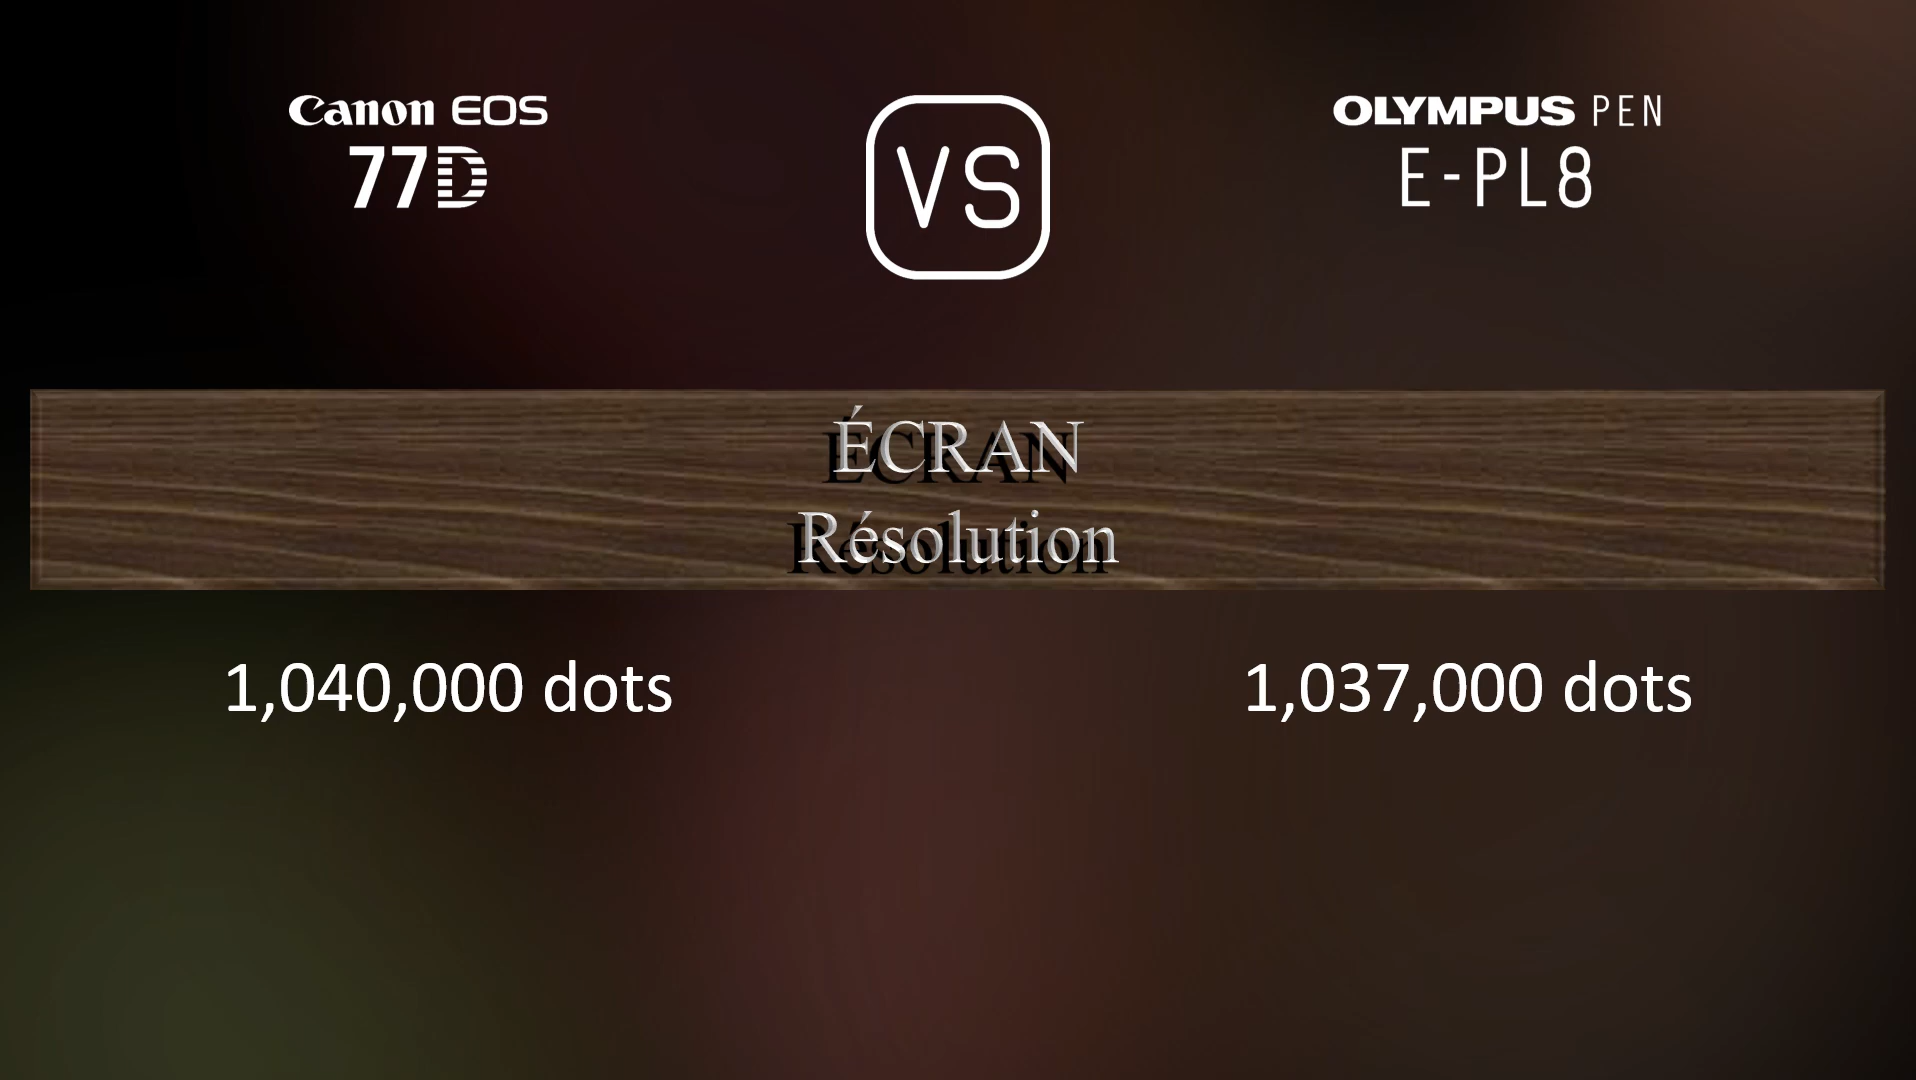 Canon EOS
77D
VS
OLYMPUS PEN
E-PL8
ÉCRAN
Résolution
1,040,000 dots
1,037,000 dots